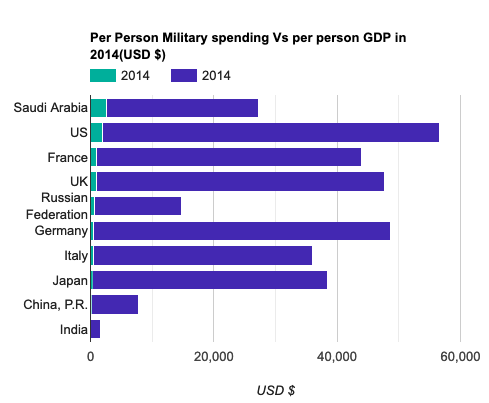 Per Person Military spending Vs per person GDP in
2014(USD $)
2014 2014
Saudi Arabia
US
France
UK
Russian
Federation
Germany
Italy
Japan
China, P.R.
India
0 20,000 40,000 60,000
USD $